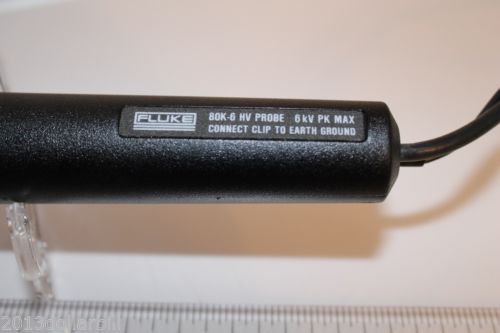 FLUKE
80K-6 HV PROBE 6 kV PK MAX
CONNECT CLIP TO EARTH GROUND